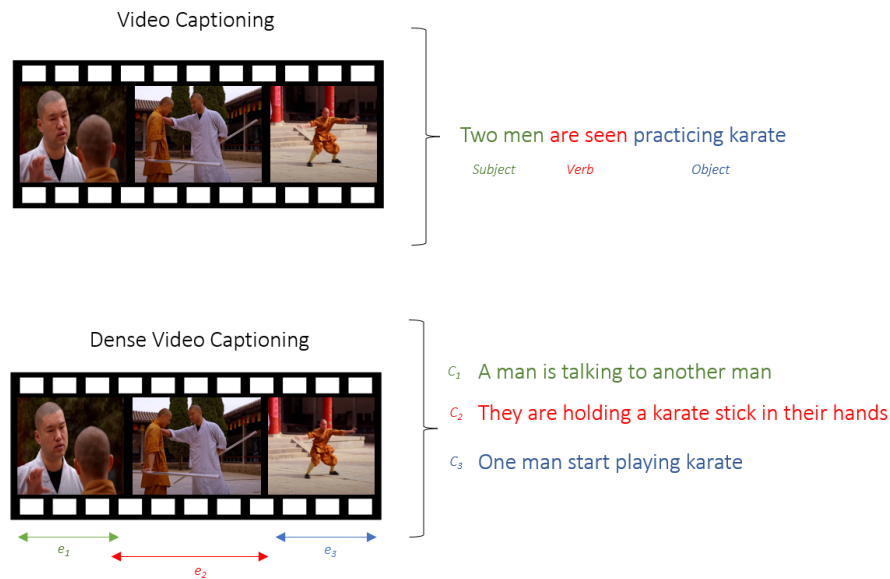 Video Captioning
Two men are seen practicing karate
Subject Verb Object
Dense Video Captioning
C₁ A man is talking to another man
C₂ They are holding a karate stick in their hands
C₃ One man start playing karate
e₁
e₂
e₃